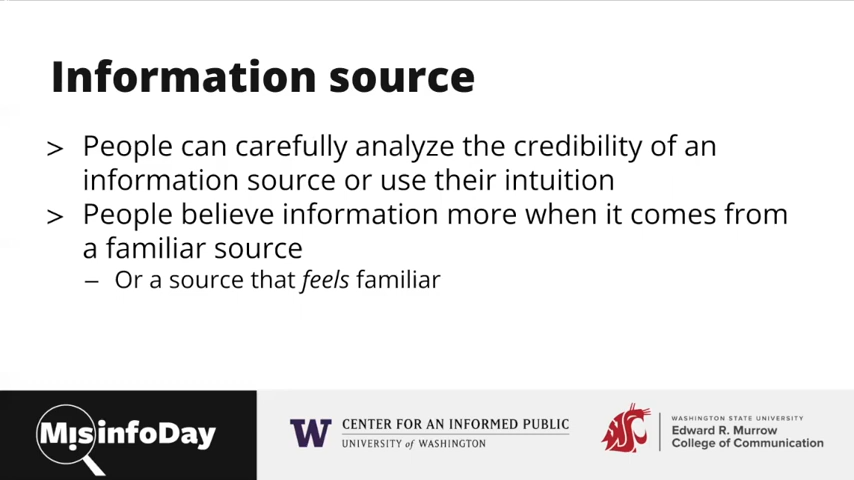 Information source
> People can carefully analyze the credibility of an
information source or use their intuition
> People believe information more when it comes from
a familiar source
– Or a source that feels familiar
MisinfoDay
W
CENTER FOR AN INFORMED PUBLIC
UNIVERSITY of WASHINGTON
WASHINGTON STATE UNIVERSITY
Edward R. Murrow
College of Communication